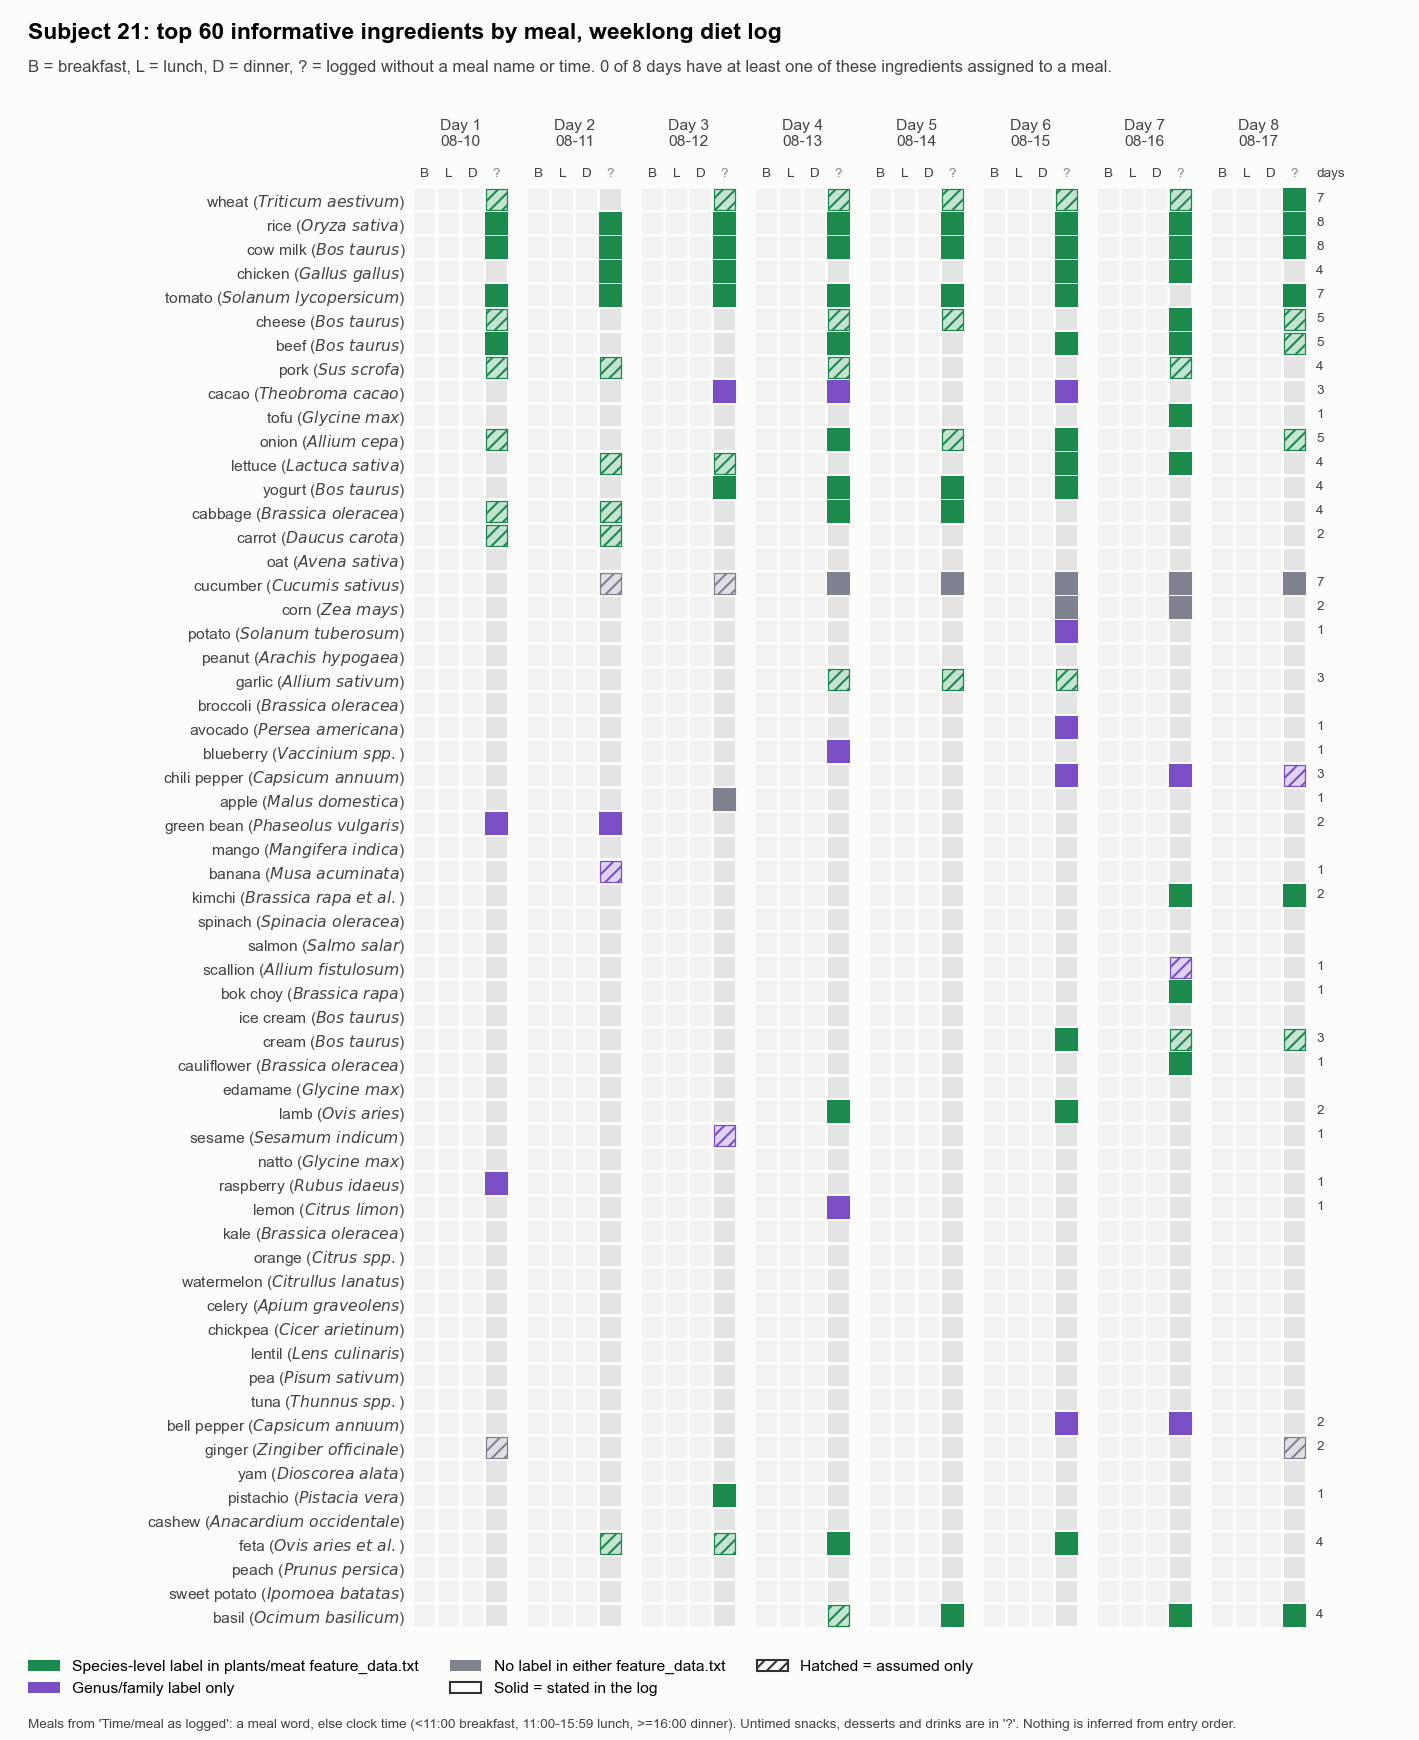 Subject 21: top 60 informative ingredients by meal, weeklong diet log
B = breakfast, L = lunch, D = dinner, ? = logged without a meal name or time. 0 of 8 days have at least one of these ingredients assigned to a meal.
Day 1 Day 2 Day 3 Day 4 Day 5 Day 6 Day 7 Day 8
08-10 08-11 08-12 08-13 08-14 08-15 08-16 08-17
B L D ? B L D ? B L D ? B L D ? B L D ? B L D ? B L D ? B L D ? days
wheat (Triticum aestivum) 7
rice (Oryza sativa) 8
cow milk (Bos taurus) 8
chicken (Gallus gallus) 4
tomato (Solanum lycopersicum) 7
cheese (Bos taurus) 5
beef (Bos taurus) 5
pork (Sus scrofa) 4
cacao (Theobroma cacao) 3
tofu (Glycine max) 1
onion (Allium cepa) 5
lettuce (Lactuca sativa) 4
yogurt (Bos taurus) 4
cabbage (Brassica oleracea) 4
carrot (Daucus carota) 2
oat (Avena sativa)
cucumber (Cucumis sativus) 7
corn (Zea mays) 2
potato (Solanum tuberosum) 1
peanut (Arachis hypogaea)
garlic (Allium sativum) 3
broccoli (Brassica oleracea)
avocado (Persea americana) 1
blueberry (Vaccinium spp. ) 1
chili pepper (Capsicum annuum) 3
apple (Malus domestica) 1
green bean (Phaseolus vulgaris) 2
mango (Mangifera indica)
banana (Musa acuminata) 1
kimchi (Brassica rapa et al. ) 2
spinach (Spinacia oleracea)
salmon (Salmo salar)
scallion (Allium fistulosum) 1
bok choy (Brassica rapa) 1
ice cream (Bos taurus)
cream (Bos taurus) 3
cauliflower (Brassica oleracea) 1
edamame (Glycine max)
lamb (Ovis aries) 2
sesame (Sesamum indicum) 1
natto (Glycine max)
raspberry (Rubus idaeus) 1
lemon (Citrus limon) 1
kale (Brassica oleracea)
orange (Citrus spp. )
watermelon (Citrullus lanatus)
celery (Apium graveolens)
chickpea (Cicer arietinum)
lentil (Lens culinaris)
pea (Pisum sativum)
tuna (Thunnus spp. )
bell pepper (Capsicum annuum) 2
ginger (Zingiber officinale) 2
yam (Dioscorea alata)
pistachio (Pistacia vera) 1
cashew (Anacardium occidentale)
feta (Ovis aries et al. ) 4
peach (Prunus persica)
sweet potato (Ipomoea batatas)
basil (Ocimum basilicum) 4
Species-level label in plants/meat feature_data.txt No label in either feature_data.txt Hatched = assumed only
Genus/family label only Solid = stated in the log
Meals from 'Time/meal as logged': a meal word, else clock time (<11:00 breakfast, 11:00-15:59 lunch, >=16:00 dinner). Untimed snacks, desserts and drinks are in '?'. Nothing is inferred from entry order.